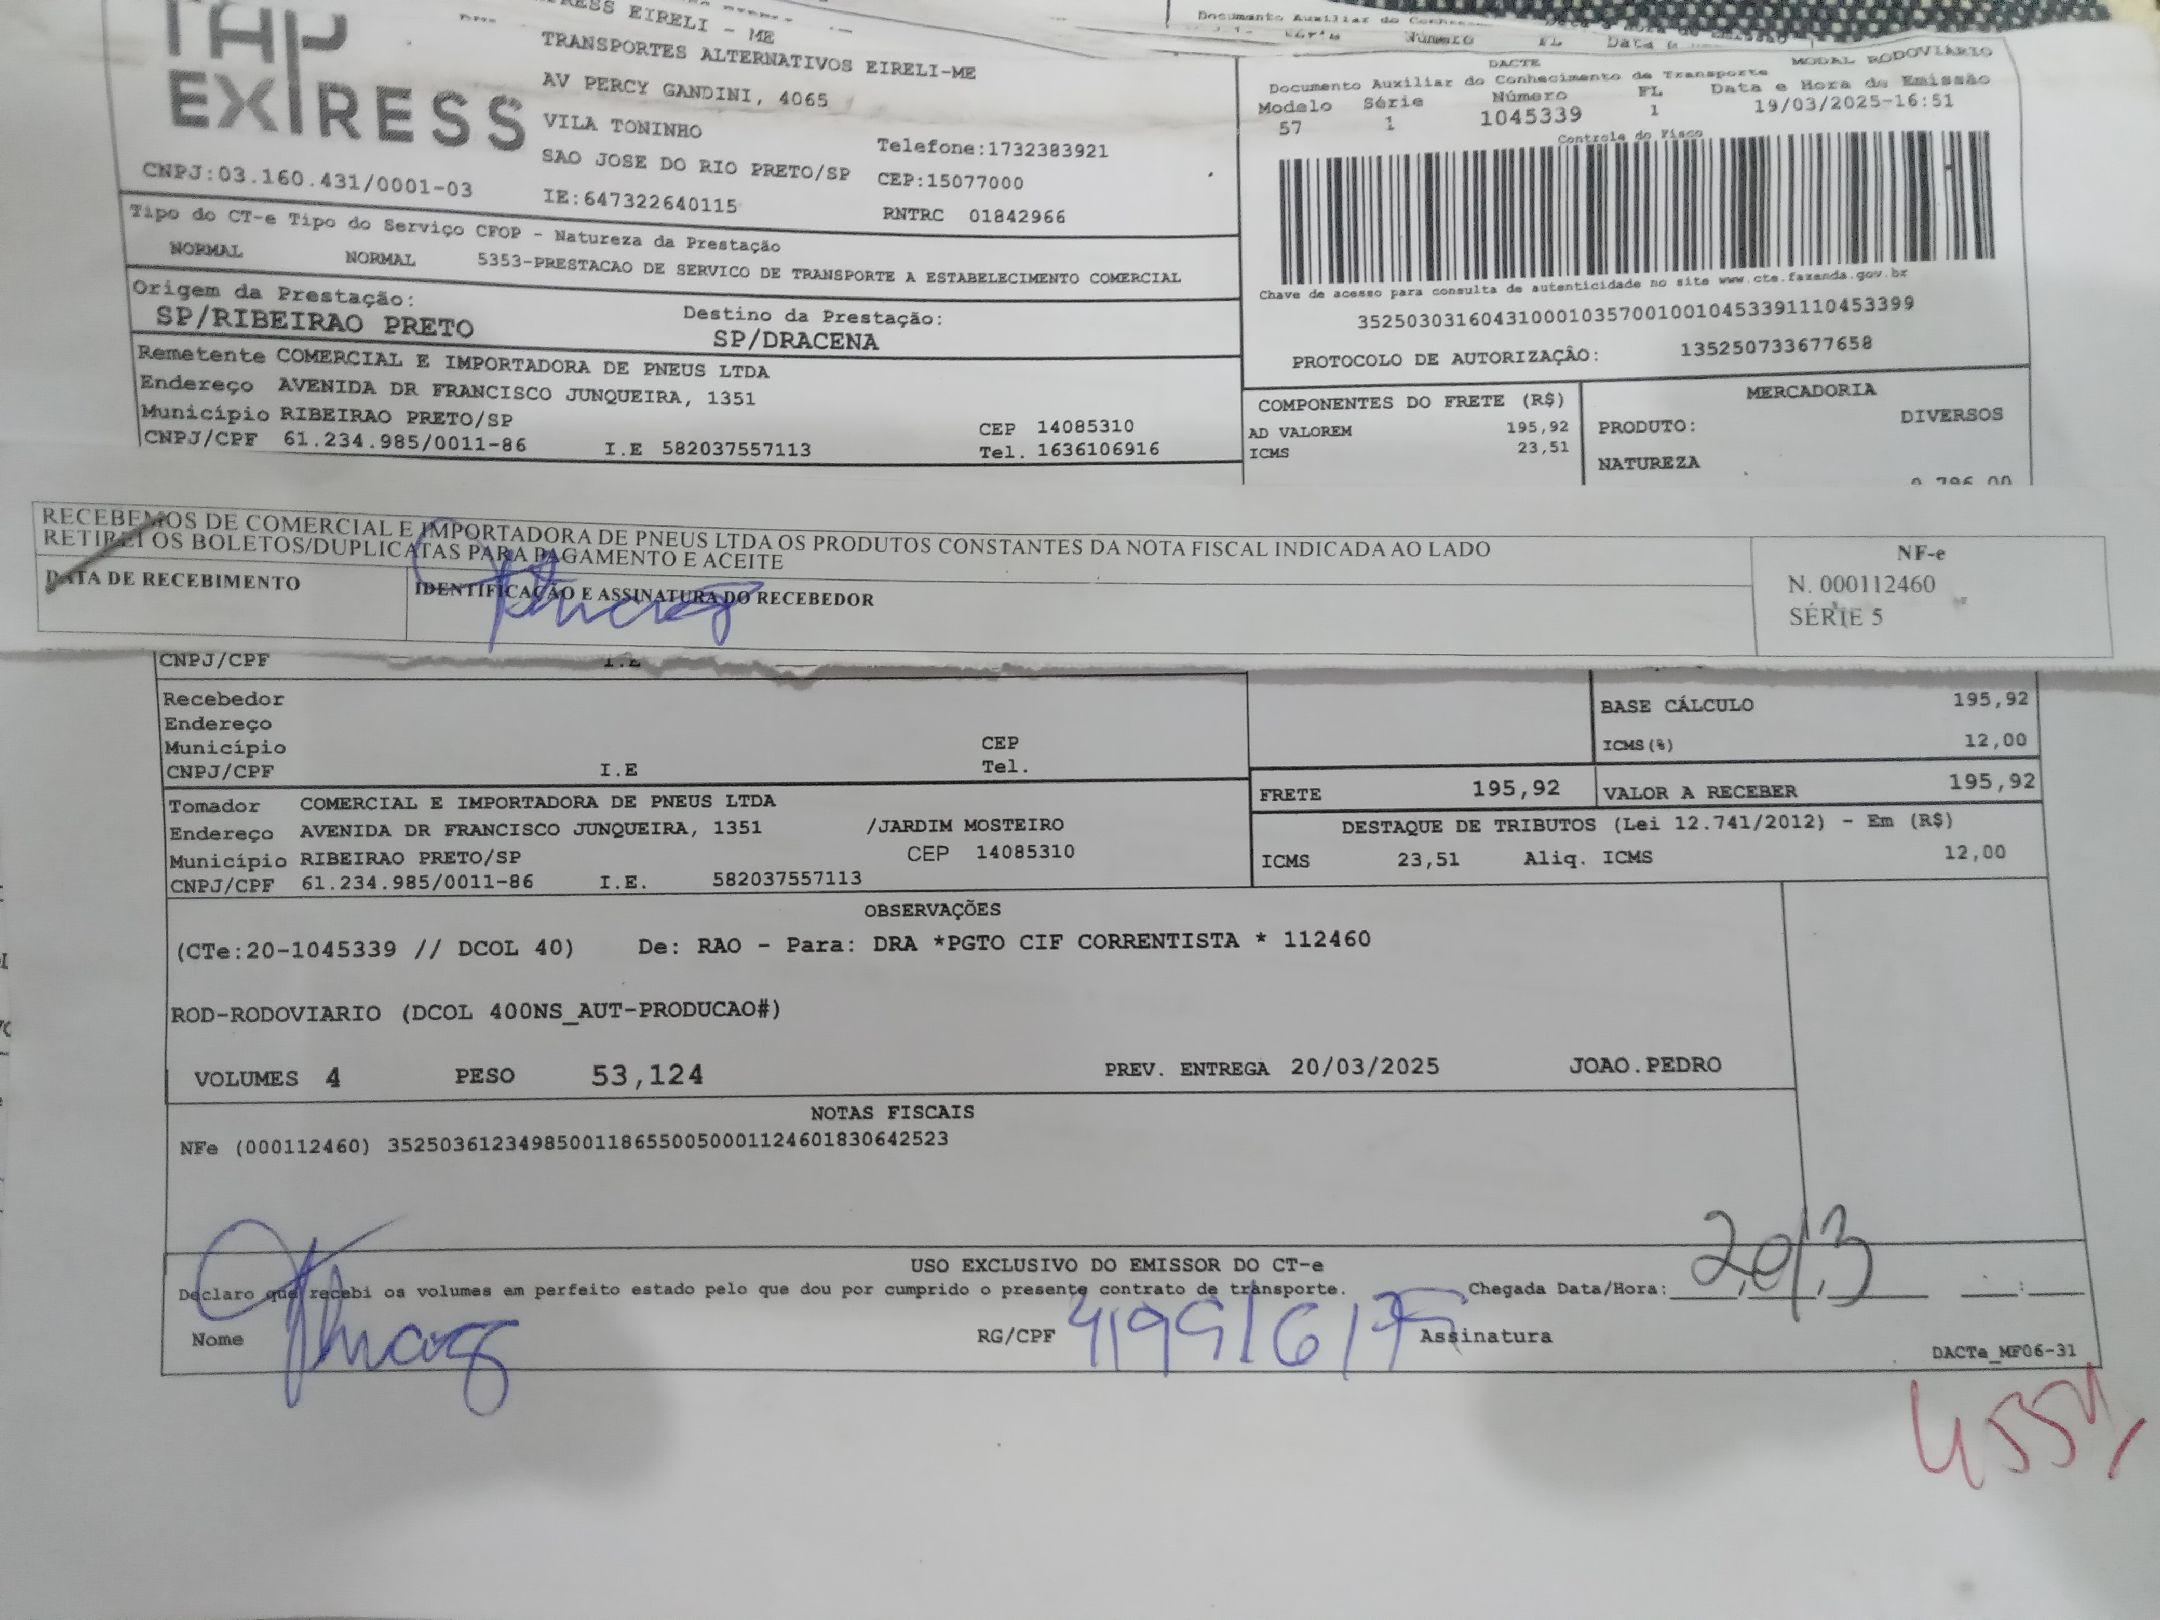 TAP
EXPRESS
RESS EIRELI - ME
TRANSPORTES ALTERNATIVOS EIRELI-ME
AV PERCY GANDINI, 4065
VILA TONINHO
SAO JOSE DO RIO PRETO/SP
Telefone:1732383921
CEP:15077000
CNPJ:03.160.431/0001-03
IE:647322640115
RNTRC 01842966
Documento Auxiliar do
Número FL Data
DACTE MODAL RODOVIÁRIO
Documento Auxiliar do Conhecimento de Transporte
Modelo Série Número FL Data e Hora de Emissão
57 1 1045339 1 19/03/2025-16:51
Controle do Fisco
Chave de acesso para consulta de autenticidade no site www.cte.fazenda.gov.br
35250303160431000103570010010453391110453399
PROTOCOLO DE AUTORIZAÇÃO: 135250733677658
Tipo do CT-e Tipo do Serviço CFOP - Natureza da Prestação
NORMAL NORMAL 5353-PRESTACAO DE SERVICO DE TRANSPORTE A ESTABELECIMENTO COMERCIAL
Origem da Prestação: Destino da Prestação:
SP/RIBEIRAO PRETO SP/DRACENA
Remetente COMERCIAL E IMPORTADORA DE PNEUS LTDA
Endereço AVENIDA DR FRANCISCO JUNQUEIRA, 1351
Município RIBEIRAO PRETO/SP CEP 14085310
CNPJ/CPF 61.234.985/0011-86 I.E 582037557113 Tel. 1636106916
COMPONENTES DO FRETE (R$)
AD VALOREM 195,92
ICMS 23,51
MERCADORIA
PRODUTO: DIVERSOS
NATUREZA
RECEBEMOS DE COMERCIAL E IMPORTADORA DE PNEUS LTDA OS PRODUTOS CONSTANTES DA NOTA FISCAL INDICADA AO LADO
RETIREI OS BOLETOS/DUPLICATAS PARA PAGAMENTO E ACEITE
DATA DE RECEBIMENTO
IDENTIFICAÇÃO E ASSINATURA DO RECEBEDOR
NF-e
N. 000112460
SÉRIE 5
CNPJ/CPF I.E
Recebedor
Endereço
Município CEP
CNPJ/CPF I.E Tel.
BASE CÁLCULO 195,92
ICMS(%) 12,00
FRETE 195,92 VALOR A RECEBER 195,92
Tomador COMERCIAL E IMPORTADORA DE PNEUS LTDA
Endereço AVENIDA DR FRANCISCO JUNQUEIRA, 1351 /JARDIM MOSTEIRO
Município RIBEIRAO PRETO/SP CEP 14085310
CNPJ/CPF 61.234.985/0011-86 I.E. 582037557113
DESTAQUE DE TRIBUTOS (Lei 12.741/2012) - Em (R$)
ICMS 23,51 Aliq. ICMS 12,00
OBSERVAÇÕES
(CTe:20-1045339 // DCOL 40) De: RAO - Para: DRA *PGTO CIF CORRENTISTA * 112460
ROD-RODOVIARIO (DCOL 400NS_AUT-PRODUCAO#)
VOLUMES 4 PESO 53,124 PREV. ENTREGA 20/03/2025 JOAO.PEDRO
NOTAS FISCAIS
NFe (000112460) 35250361234985001186550050001124601830642523
USO EXCLUSIVO DO EMISSOR DO CT-e
Declaro que recebi os volumes em perfeito estado pelo que dou por cumprido o presente contrato de transporte. Chegada Data/Hora: 20/3
Nome RG/CPF Assinatura
DACTe_MF06-31